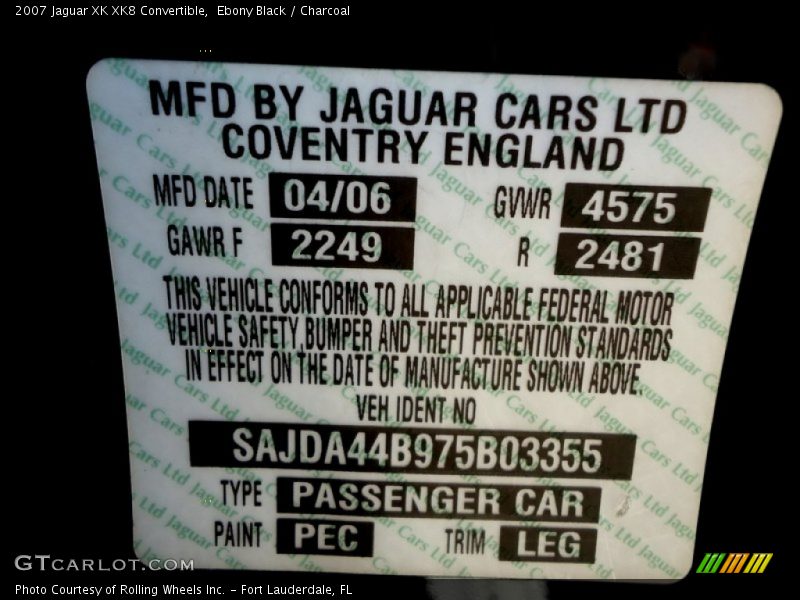 2007 Jaguar XK XK8 Convertible,  Ebony Black / Charcoal
MFD BY JAGUAR CARS LTD
COVENTRY ENGLAND
MFD DATE 04/06 GVWR 4575
GAWR F 2249 R 2481
THIS VEHICLE CONFORMS TO ALL APPLICABLE FEDERAL MOTOR
VEHICLE SAFETY,BUMPER AND THEFT PREVENTION STANDARDS
IN EFFECT ON THE DATE OF MANUFACTURE SHOWN ABOVE.
VEH IDENT NO
SAJDA44B975B03355
TYPE PASSENGER CAR
PAINT PEC TRIM LEG
GTCARLOT.COM
Photo Courtesy of Rolling Wheels Inc. – Fort Lauderdale, FL